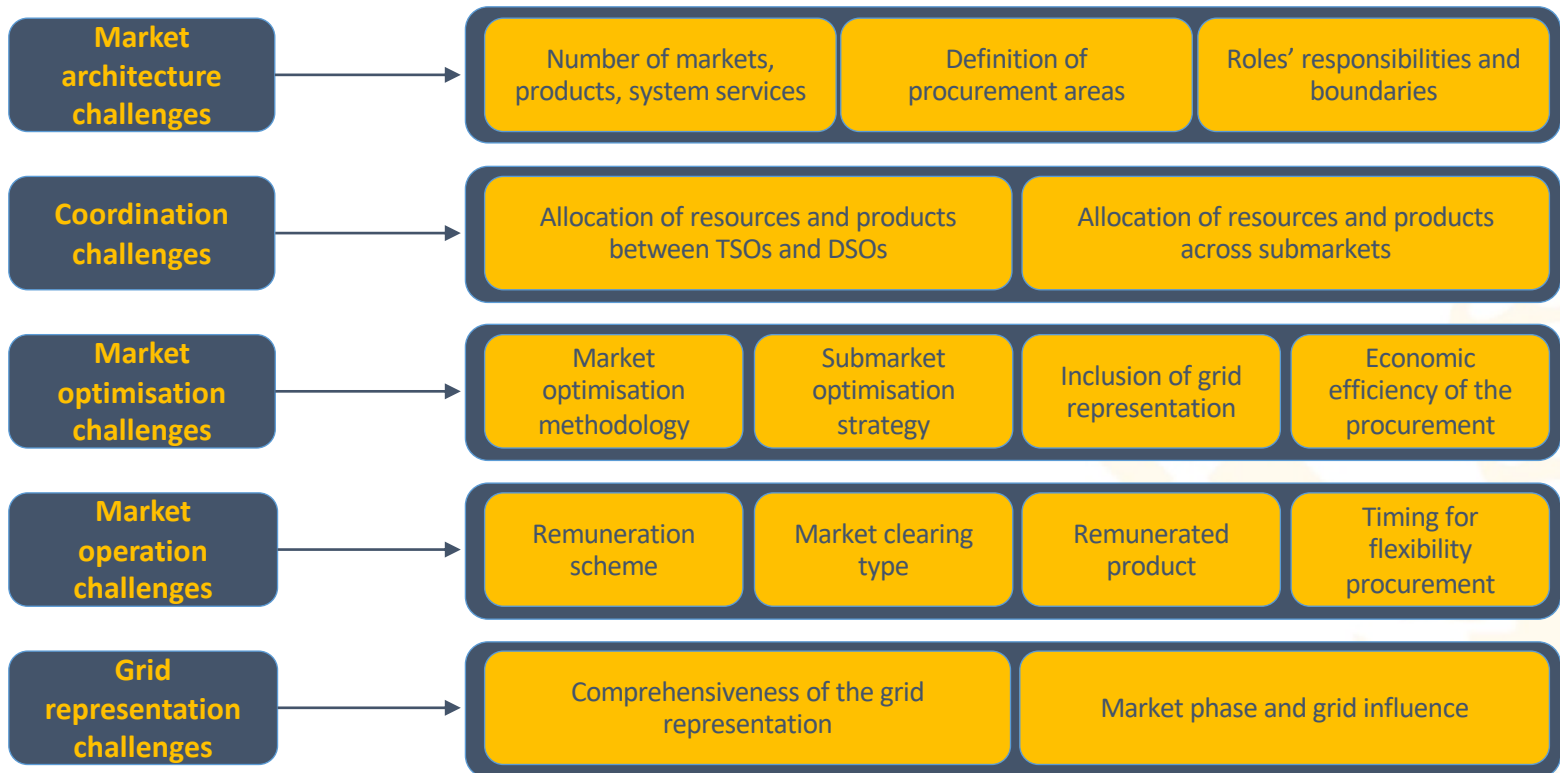 Market
architecture
challenges
Number of markets,
products, system services
Definition of
procurement areas
Roles’ responsibilities and
boundaries
Coordination
challenges
Allocation of resources and products
between TSOs and DSOs
Allocation of resources and products
across submarkets
Market
optimisation
challenges
Market
optimisation
methodology
Submarket
optimisation
strategy
Inclusion of grid
representation
Economic
efficiency of the
procurement
Market
operation
challenges
Remuneration
scheme
Market clearing
type
Remunerated
product
Timing for
flexibility
procurement
Grid
representation
challenges
Comprehensiveness of the grid
representation
Market phase and grid influence